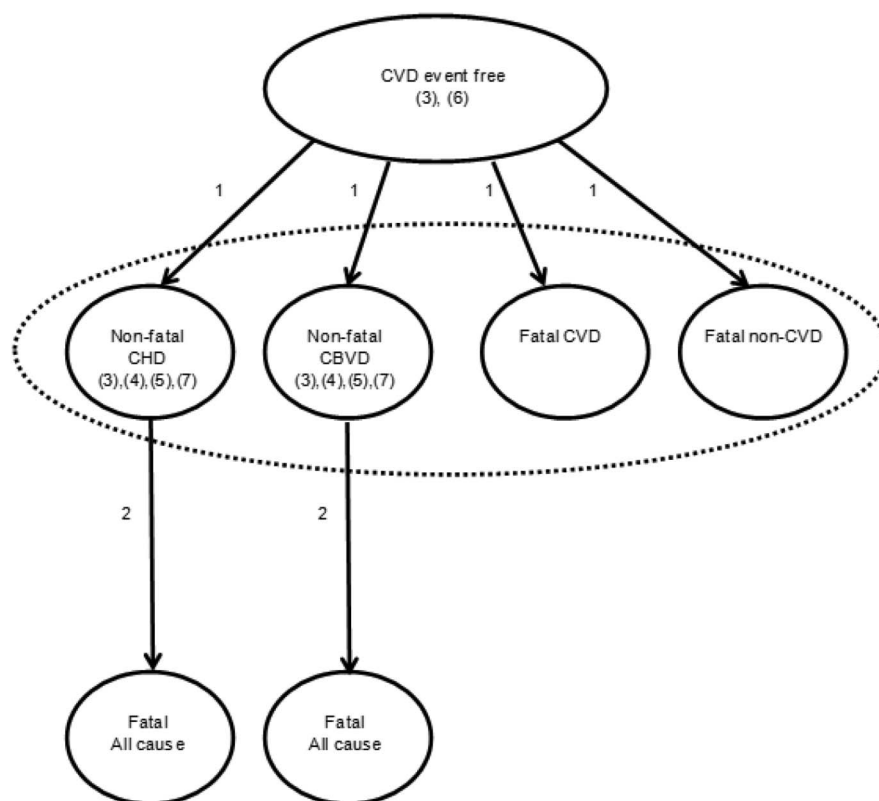 CVD event free
(3), (6)
1
1
1
1
Non-fatal
CHD
(3),(4),(5),(7)
Non-fatal
CBVD
(3),(4),(5),(7)
Fatal CVD
Fatal non-CVD
2
2
Fatal
All cause
Fatal
All cause